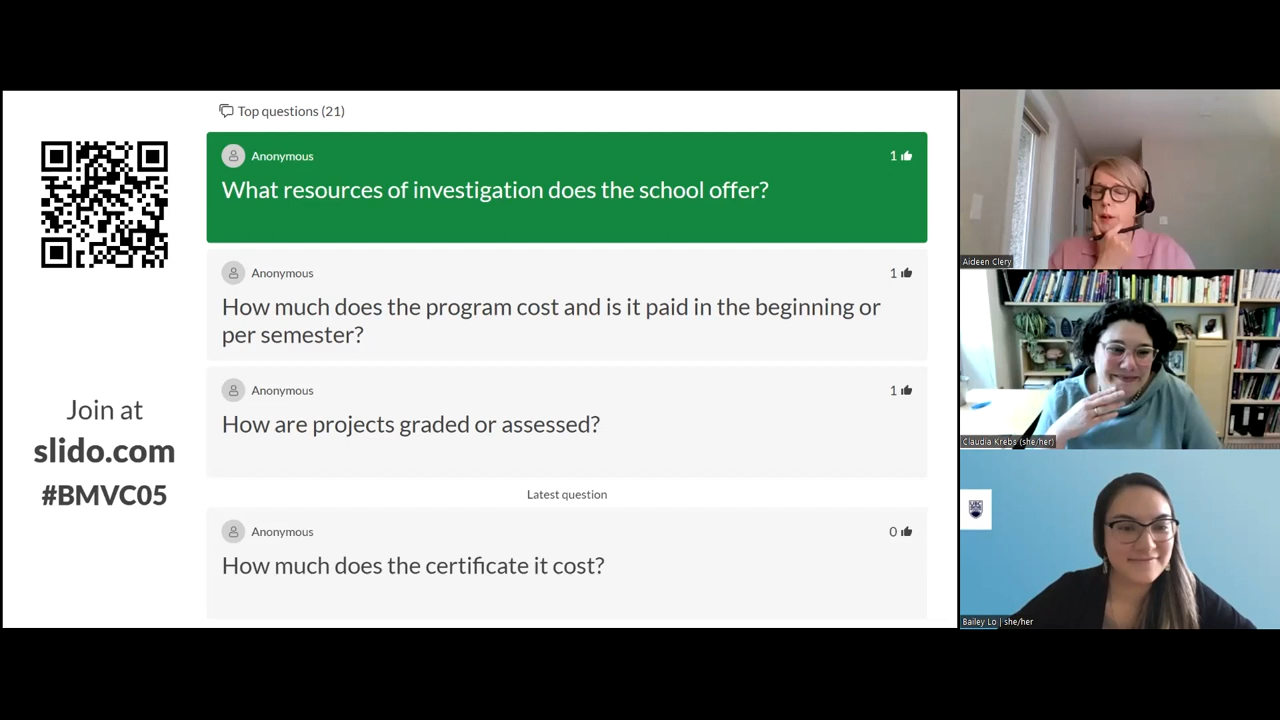 Top questions (21)
Anonymous
1
What resources of investigation does the school offer?
Anonymous
1
How much does the program cost and is it paid in the beginning or
per semester?
Anonymous
1
How are projects graded or assessed?
Latest question
Anonymous
0
How much does the certificate it cost?
Join at
slido.com
#BMVC05
Aideen Clery
Claudia Krebs (she/her)
UBC
Bailey Lo | she/her